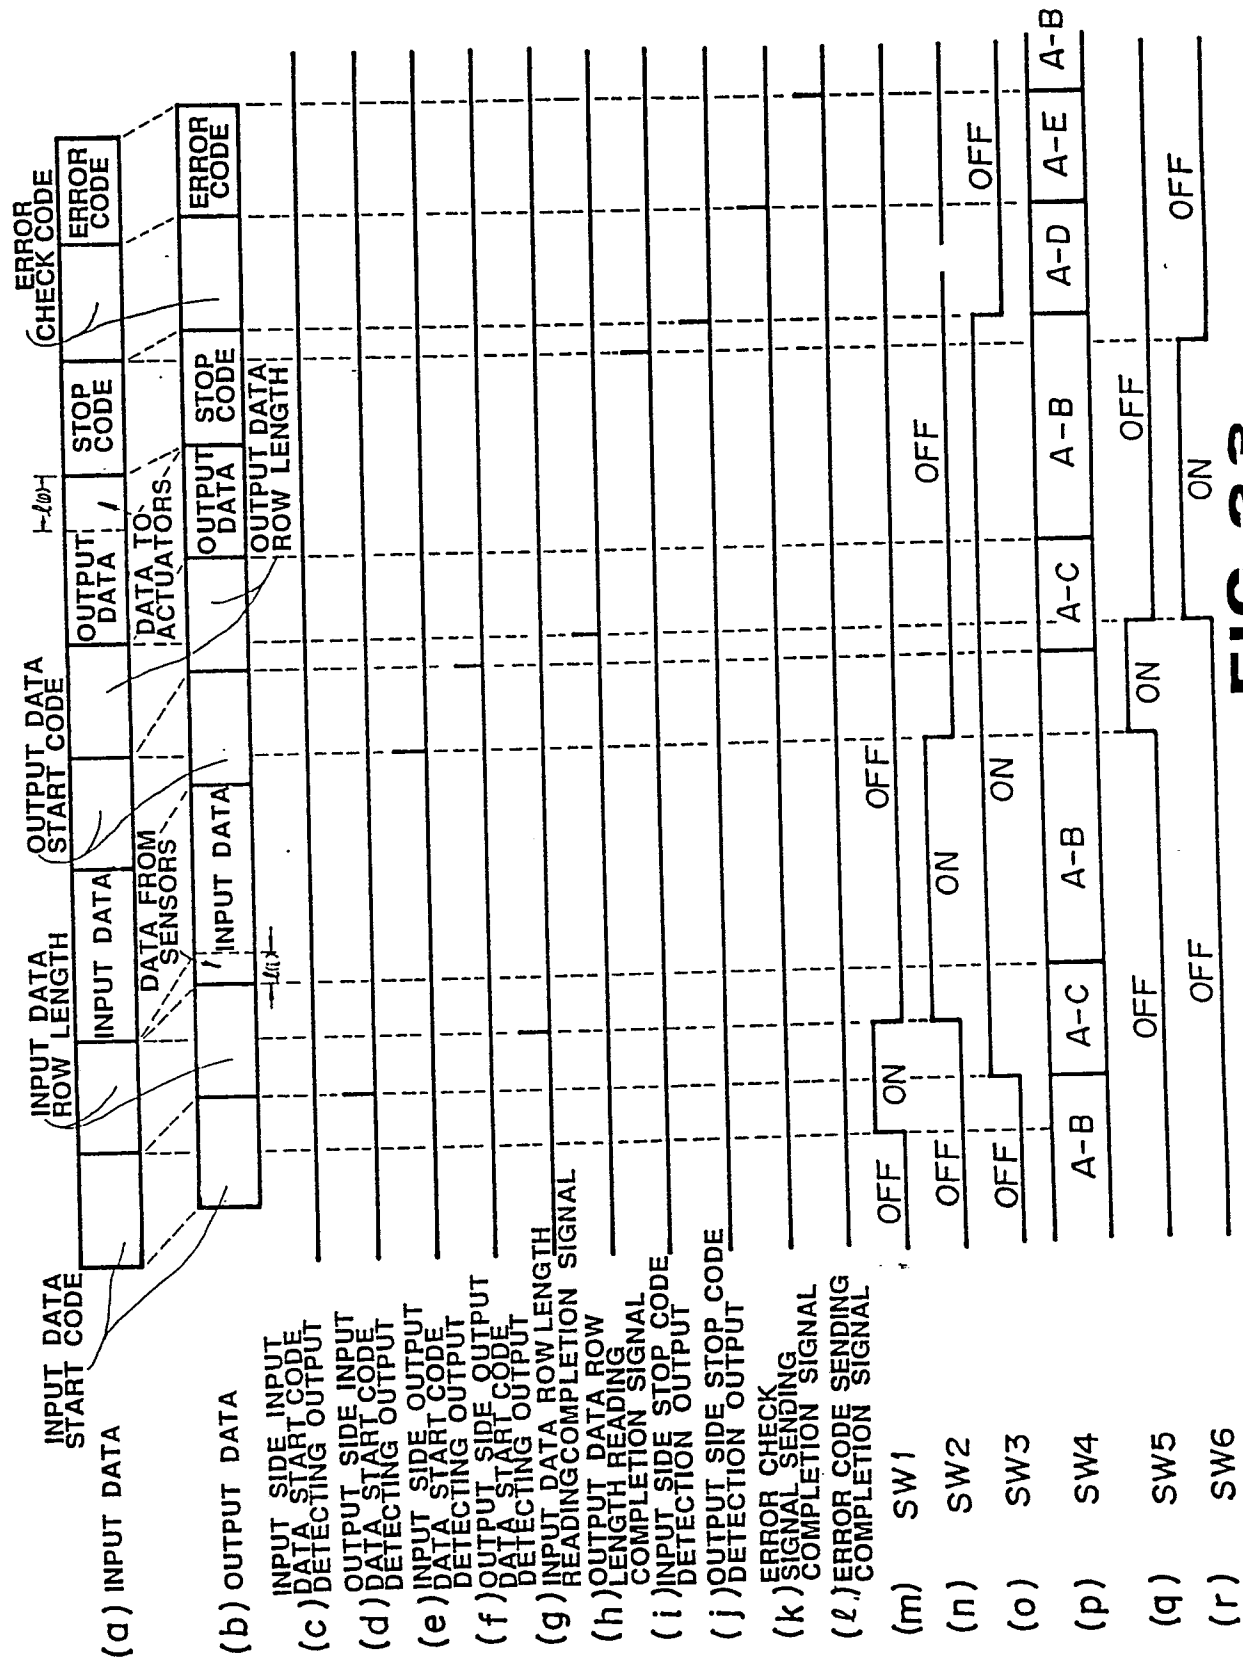 INPUT DATA
START CODE
INPUT DATA
ROW LENGTH
OUTPUT DATA
START CODE
ERROR
CHECK CODE
(a) INPUT DATA
INPUT DATA
OUTPUT
DATA
STOP
CODE
ERROR
CODE
DATA FROM
SENSORS
DATA TO
ACTUATORS
(b) OUTPUT DATA
INPUT DATA
OUTPUT
DATA
STOP
CODE
ERROR
CODE
OUTPUT DATA
ROW LENGTH
INPUT SIDE INPUT
(c) DATA START CODE
DETECTING OUTPUT
OUTPUT SIDE INPUT
(d) DATA START CODE
DETECTING OUTPUT
(e) INPUT SIDE OUTPUT
DATA START CODE
DETECTING OUTPUT
(f) OUTPUT SIDE OUTPUT
DATA START CODE
DETECTING OUTPUT
(g) INPUT DATA ROW LENGTH
READING COMPLETION SIGNAL
(h) OUTPUT DATA ROW
LENGTH READING
COMPLETION SIGNAL
(i) INPUT SIDE STOP CODE
DETECTION OUTPUT
(j) OUTPUT SIDE STOP CODE
DETECTION OUTPUT
ERROR CHECK
(k) SIGNAL SENDING
COMPLETION SIGNAL
(ℓ) ERROR CODE SENDING
COMPLETION SIGNAL
(m) SW1 OFF ON OFF
(n) SW2 OFF ON OFF
(o) SW3 OFF ON OFF
(p) SW4 A-B A-C A-B A-C A-B A-D A-E A-B
(q) SW5 OFF ON OFF
(r) SW6 OFF ON OFF